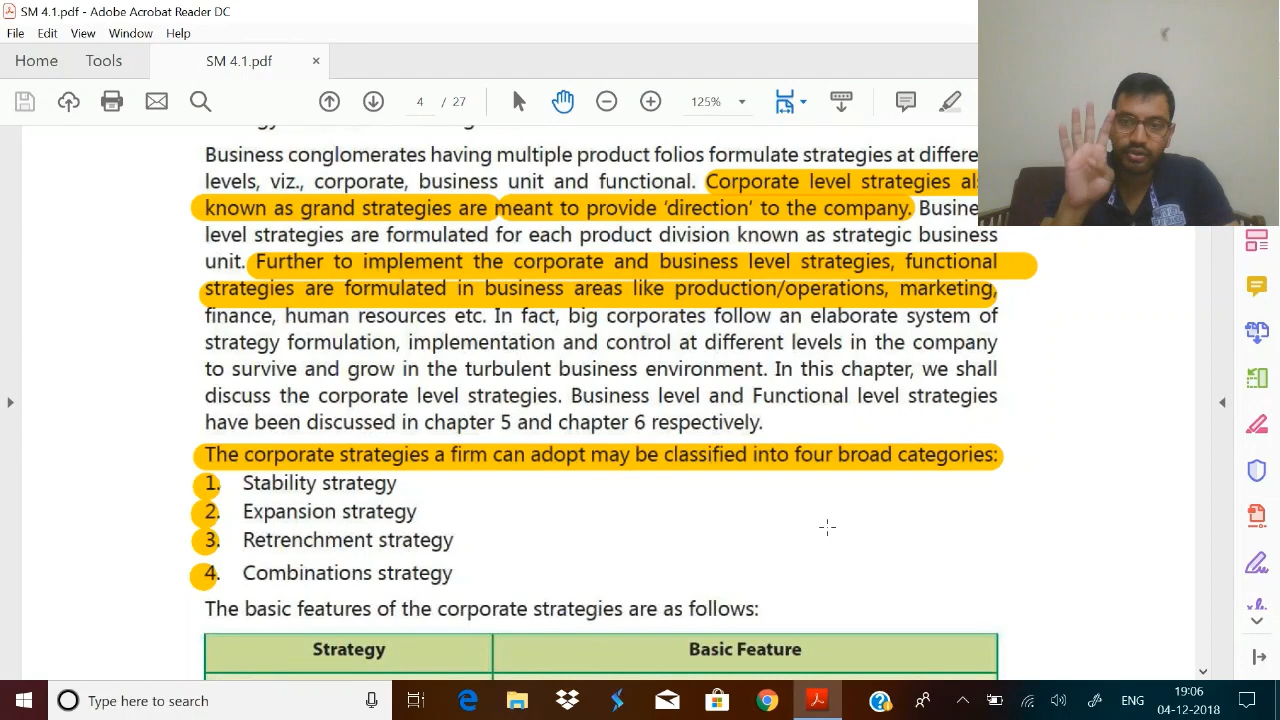 SM 4.1.pdf - Adobe Acrobat Reader DC
File Edit View Window Help
Home Tools SM 4.1.pdf ×
4 / 27 125%
Business conglomerates having multiple product folios formulate strategies at
levels, viz., corporate, business unit and functional. Corporate level strategies
known as grand strategies are meant to provide ‘direction’ to the company.
level strategies are formulated for each product division known as strategic business
unit. Further to implement the corporate and business level strategies, functional
strategies are formulated in business areas like production/operations, marketing,
finance, human resources etc. In fact, big corporates follow an elaborate system of
strategy formulation, implementation and control at different levels in the company
to survive and grow in the turbulent business environment. In this chapter, we shall
discuss the corporate level strategies. Business level and Functional level strategies
have been discussed in chapter 5 and chapter 6 respectively.
The corporate strategies a firm can adopt may be classified into four broad categories:
1. Stability strategy
2. Expansion strategy
3. Retrenchment strategy
4. Combinations strategy
The basic features of the corporate strategies are as follows:
Strategy Basic Feature
Type here to search ENG 19:06
04-12-2018